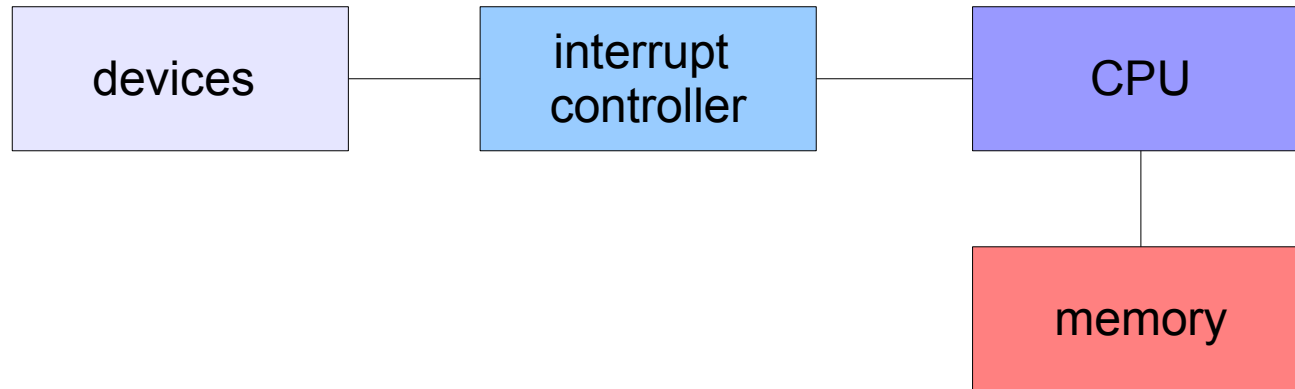 devices
interrupt
controller
CPU
memory